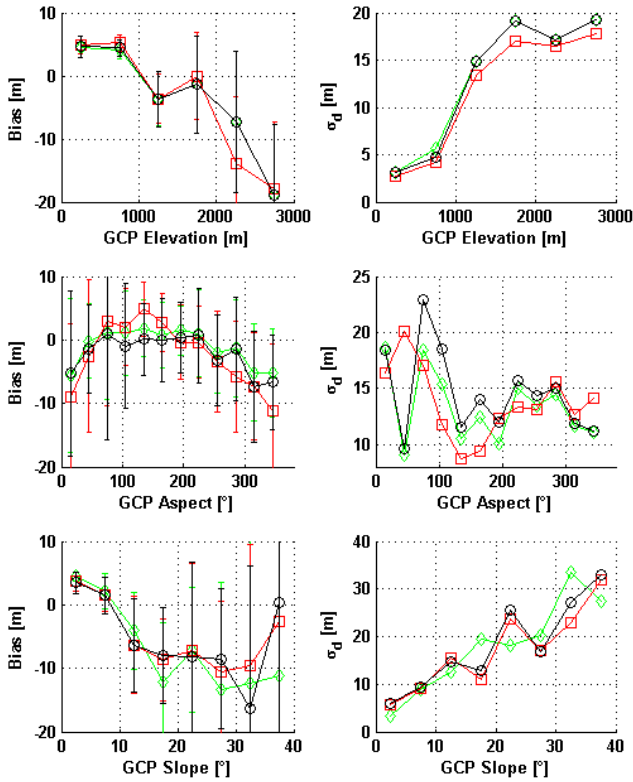 10
0
-10
-20
Bias [m]
0 1000 2000 3000
GCP Elevation [m]
20
15
10
5
0
σd [m]
0 1000 2000 3000
GCP Elevation [m]
10
0
-10
-20
Bias [m]
0 100 200 300
GCP Aspect [°]
25
20
15
10
σd [m]
0 100 200 300
GCP Aspect [°]
10
0
-10
-20
Bias [m]
0 10 20 30 40
GCP Slope [°]
40
30
20
10
0
σd [m]
0 10 20 30 40
GCP Slope [°]